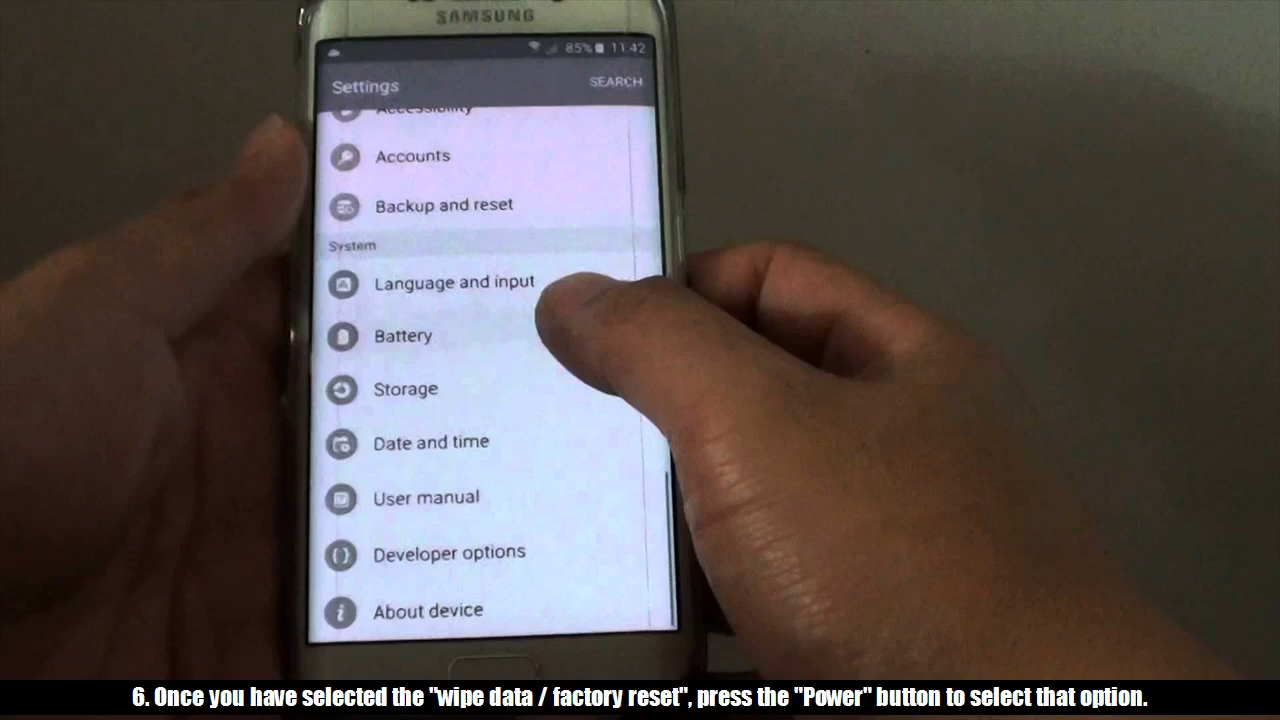 SAMSUNG
85% 11:42
Settings SEARCH
Accessibility
Accounts
Backup and reset
System
Language and input
Battery
Storage
Date and time
User manual
Developer options
About device
6. Once you have selected the "wipe data / factory reset", press the "Power" button to select that option.